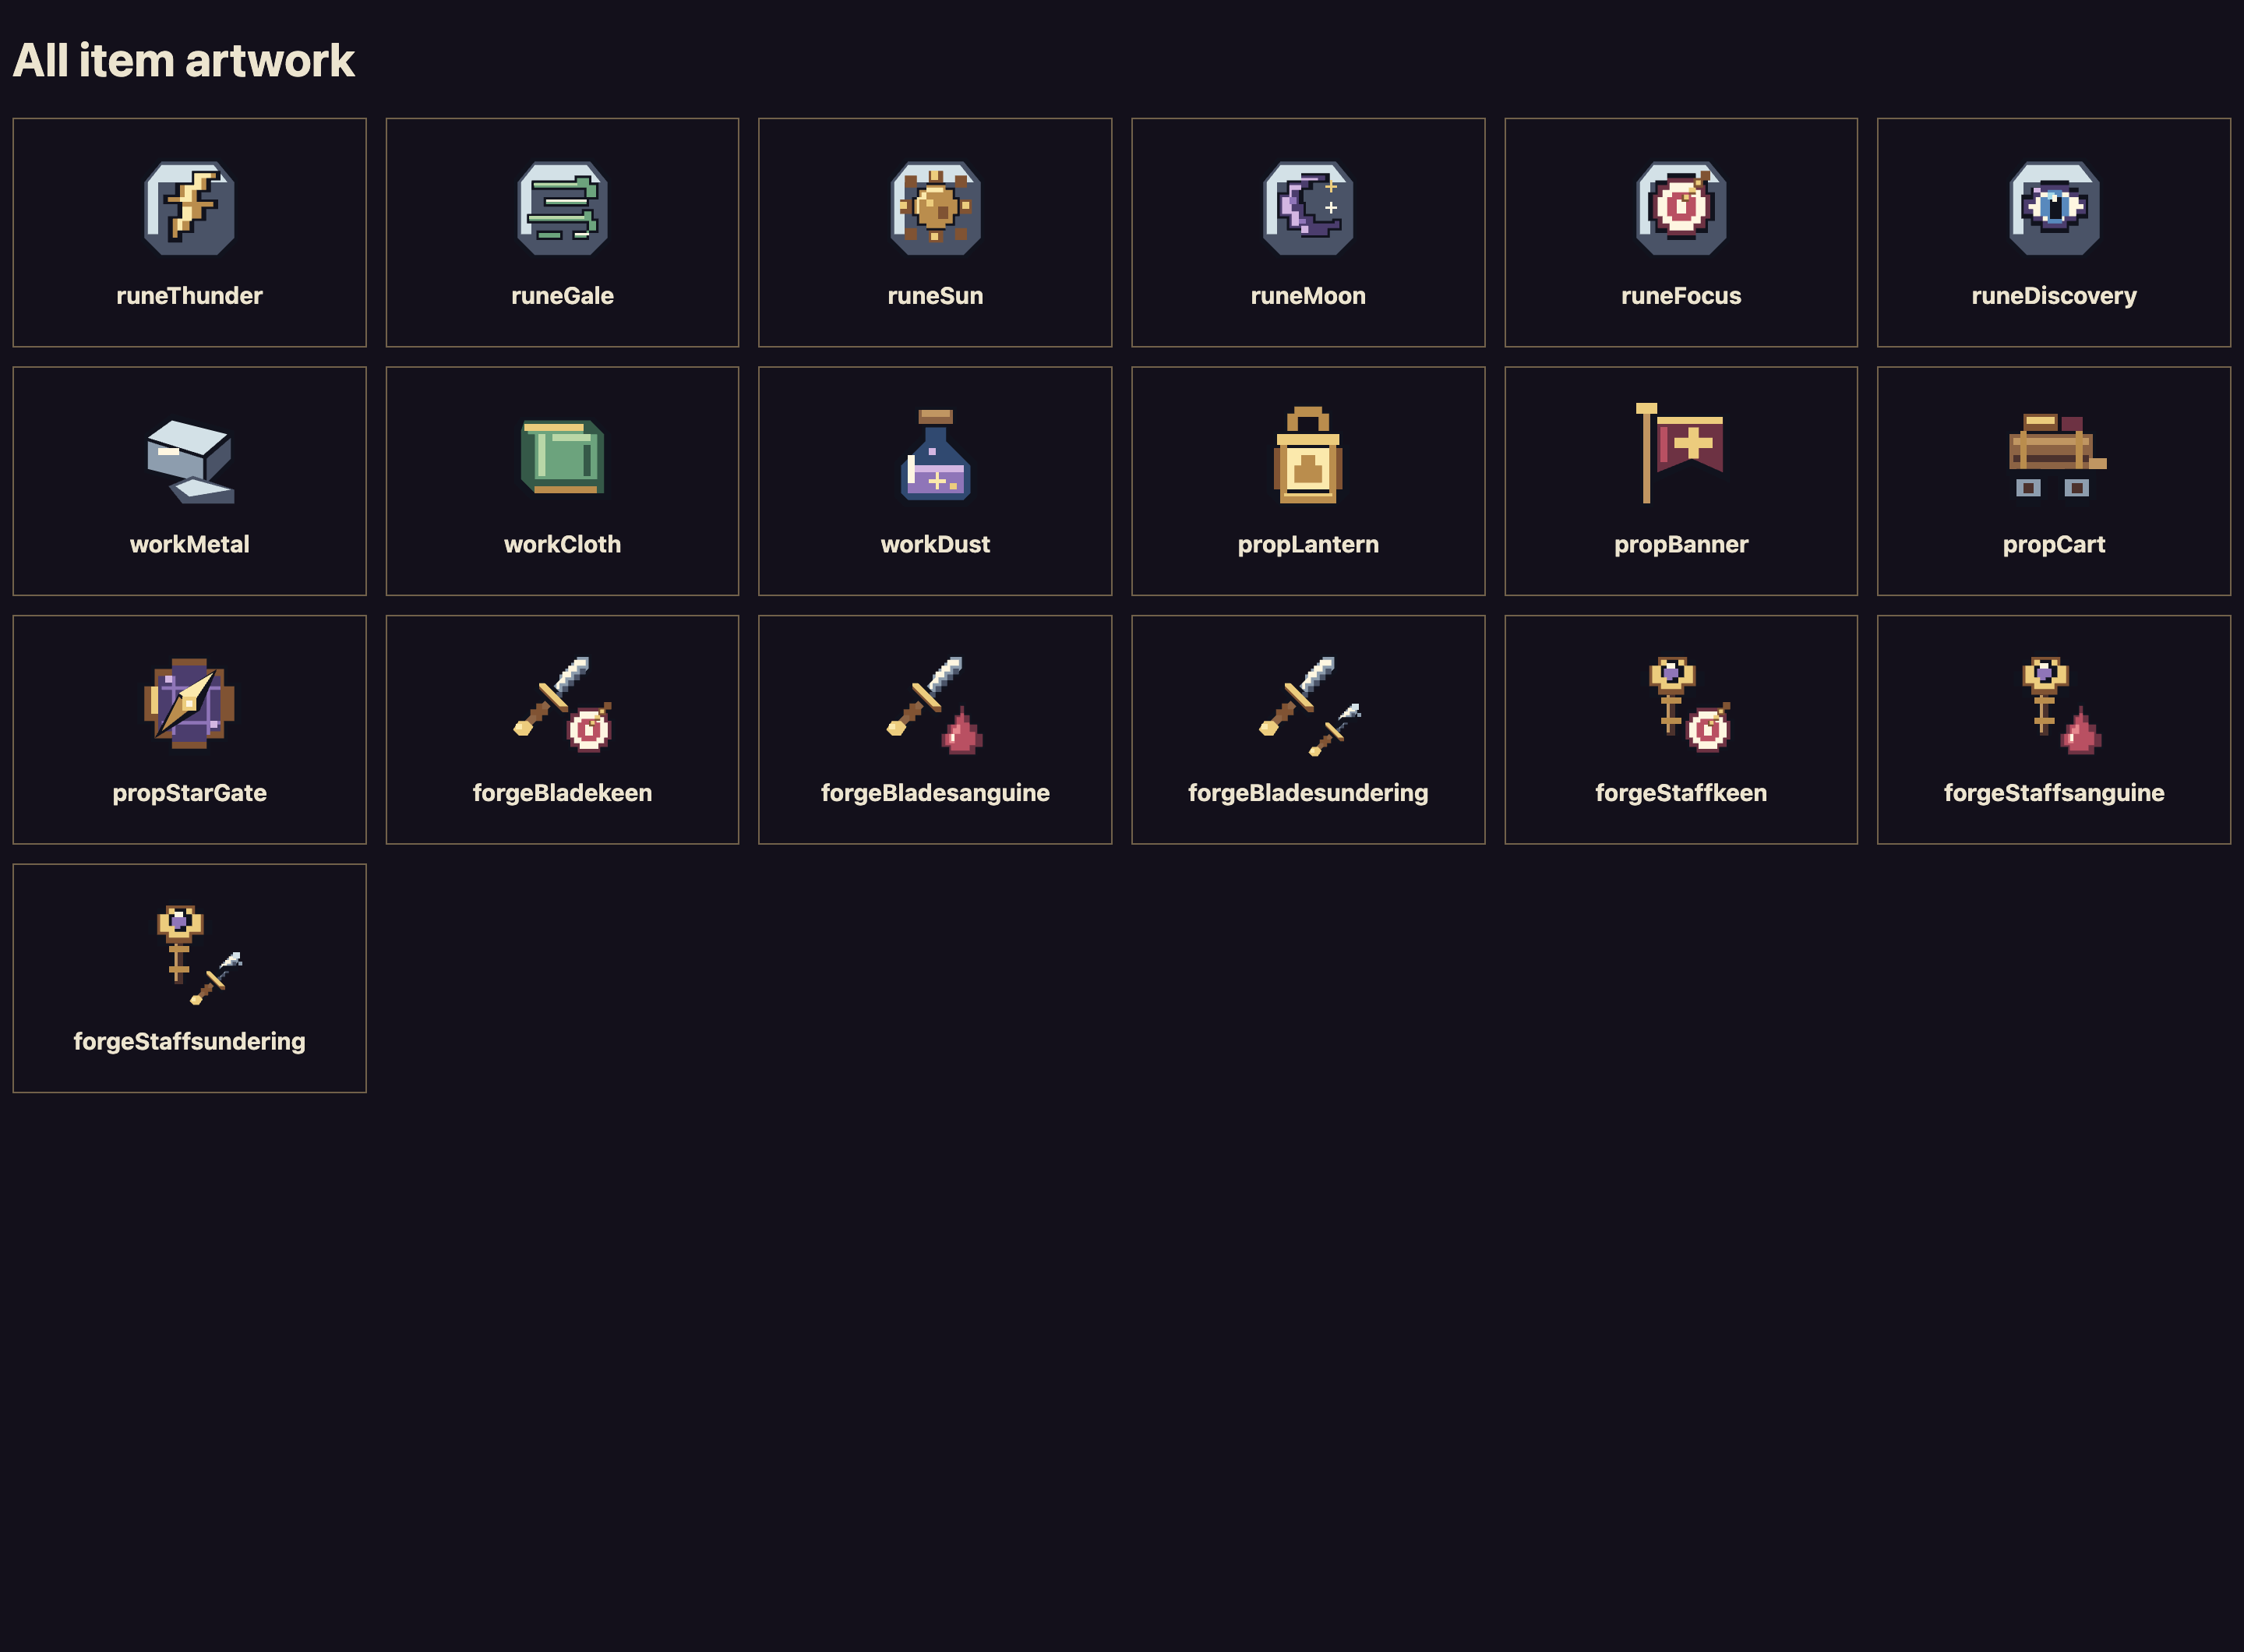 All item artwork
runeThunder
runeGale
runeSun
runeMoon
runeFocus
runeDiscovery
workMetal
workCloth
workDust
propLantern
propBanner
propCart
propStarGate
forgeBladekeen
forgeBladesanguine
forgeBladesundering
forgeStaffkeen
forgeStaffsanguine
forgeStaffsundering